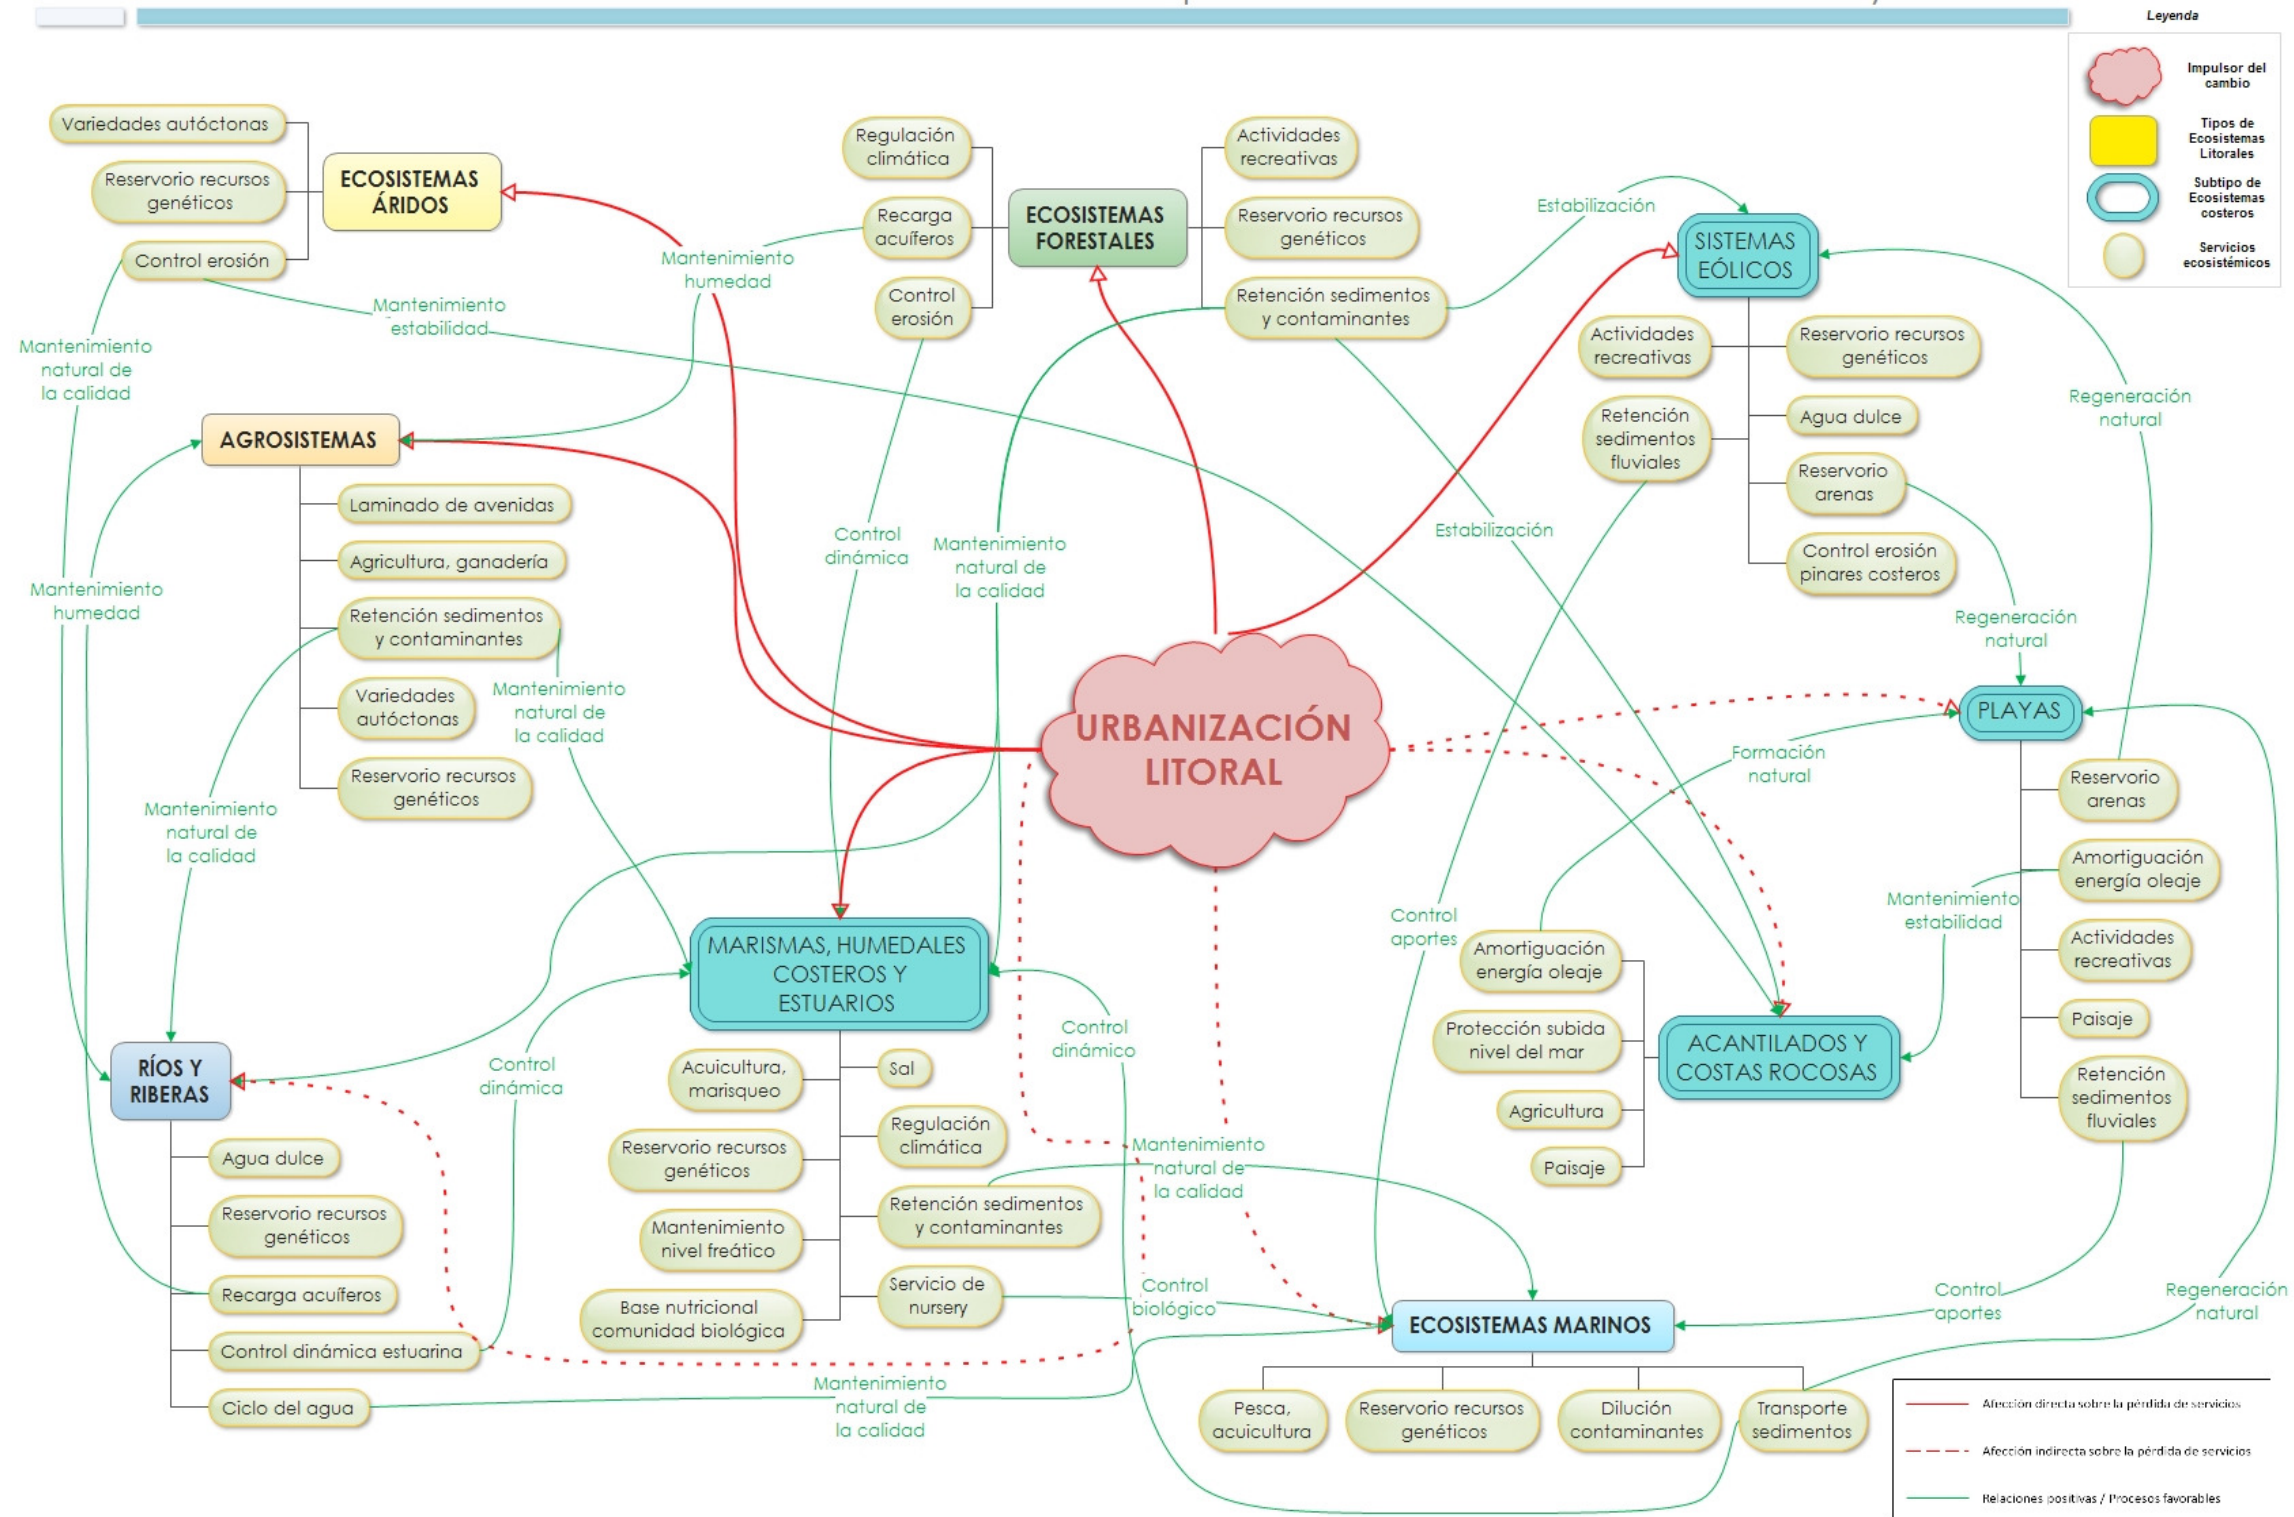 Leyenda
Impulsor del
cambio
Tipos de
Ecosistemas
Litorales
Subtipo de
Ecosistemas
costeros
Servicios
ecosistémicos
Variedades autóctonas
Reservorio recursos
genéticos
Control erosión
ECOSISTEMAS
ÁRIDOS
Regulación
climática
Recarga
acuíferos
Control
erosión
ECOSISTEMAS
FORESTALES
Actividades
recreativas
Reservorio recursos
genéticos
Retención sedimentos
y contaminantes
Estabilización
SISTEMAS
EÓLICOS
Actividades
recreativas
Retención
sedimentos
fluviales
Reservorio recursos
genéticos
Agua dulce
Reservorio
arenas
Control erosión
pinares costeros
Regeneración
natural
Regeneración
natural
Mantenimiento
humedad
Mantenimiento
estabilidad
Mantenimiento
natural de
la calidad
AGROSISTEMAS
Laminado de avenidas
Agricultura, ganadería
Retención sedimentos
y contaminantes
Variedades
autóctonas
Reservorio recursos
genéticos
Mantenimiento
humedad
Control
dinámica
Mantenimiento
natural de
la calidad
Estabilización
Mantenimiento
natural de
la calidad
Mantenimiento
natural de
la calidad
URBANIZACIÓN
LITORAL
PLAYAS
Reservorio
arenas
Amortiguación
energía oleaje
Actividades
recreativas
Paisaje
Retención
sedimentos
fluviales
Formación
natural
Mantenimiento
estabilidad
Control
aportes
Amortiguación
energía oleaje
Protección subida
nivel del mar
Agricultura
Paisaje
ACANTILADOS Y
COSTAS ROCOSAS
MARISMAS, HUMEDALES
COSTEROS Y
ESTUARIOS
Acuicultura,
marisqueo
Reservorio recursos
genéticos
Mantenimiento
nivel freático
Base nutricional
comunidad biológica
Sal
Regulación
climática
Retención sedimentos
y contaminantes
Servicio de
nursery
Control
dinámico
Control
dinámica
RÍOS Y
RIBERAS
Agua dulce
Reservorio recursos
genéticos
Recarga acuíferos
Control dinámica estuarina
Ciclo del agua
Mantenimiento
natural de
la calidad
Control
biológico
Mantenimiento
natural de
la calidad
ECOSISTEMAS MARINOS
Pesca,
acuicultura
Reservorio recursos
genéticos
Dilución
contaminantes
Transporte
sedimentos
Control
aportes
Regeneración
natural
Afección directa sobre la pérdida de servicios
Afección indirecta sobre la pérdida de servicios
Relaciones positivas / Procesos favorables